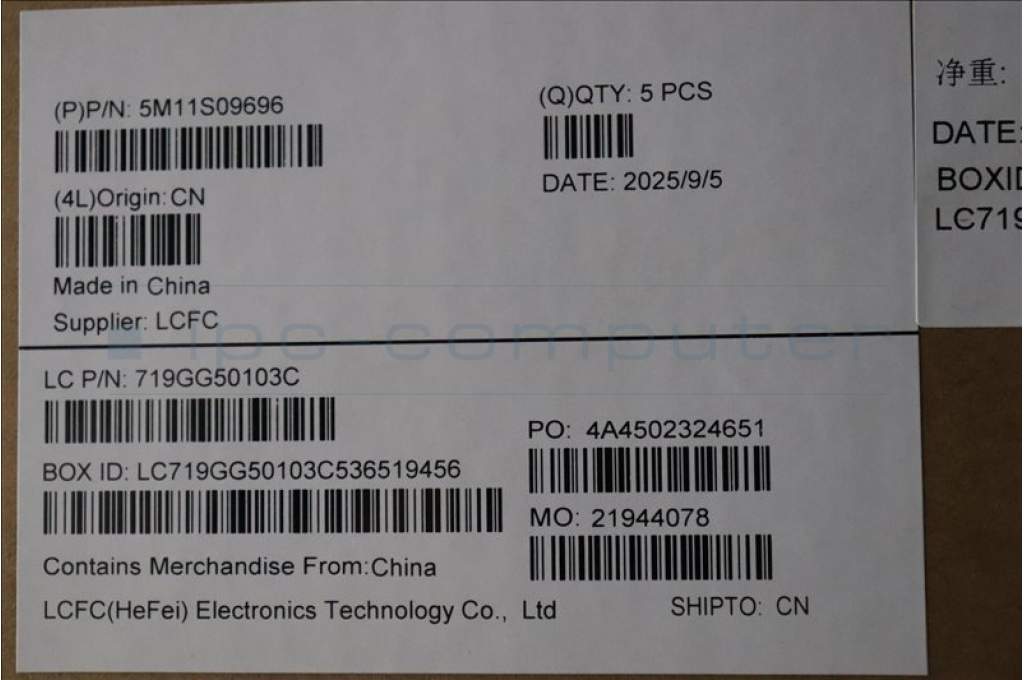 (P)P/N: 5M11S09696
(Q)QTY: 5 PCS
DATE: 2025/9/5
(4L)Origin:CN
Made in China
Supplier: LCFC
ips-computer
LC P/N: 719GG50103C
PO: 4A4502324651
BOX ID: LC719GG50103C536519456
MO: 21944078
Contains Merchandise From:China
LCFC(HeFei) Electronics Technology Co., Ltd
SHIPTO: CN
净重:
DATE:
BOXID
LC719